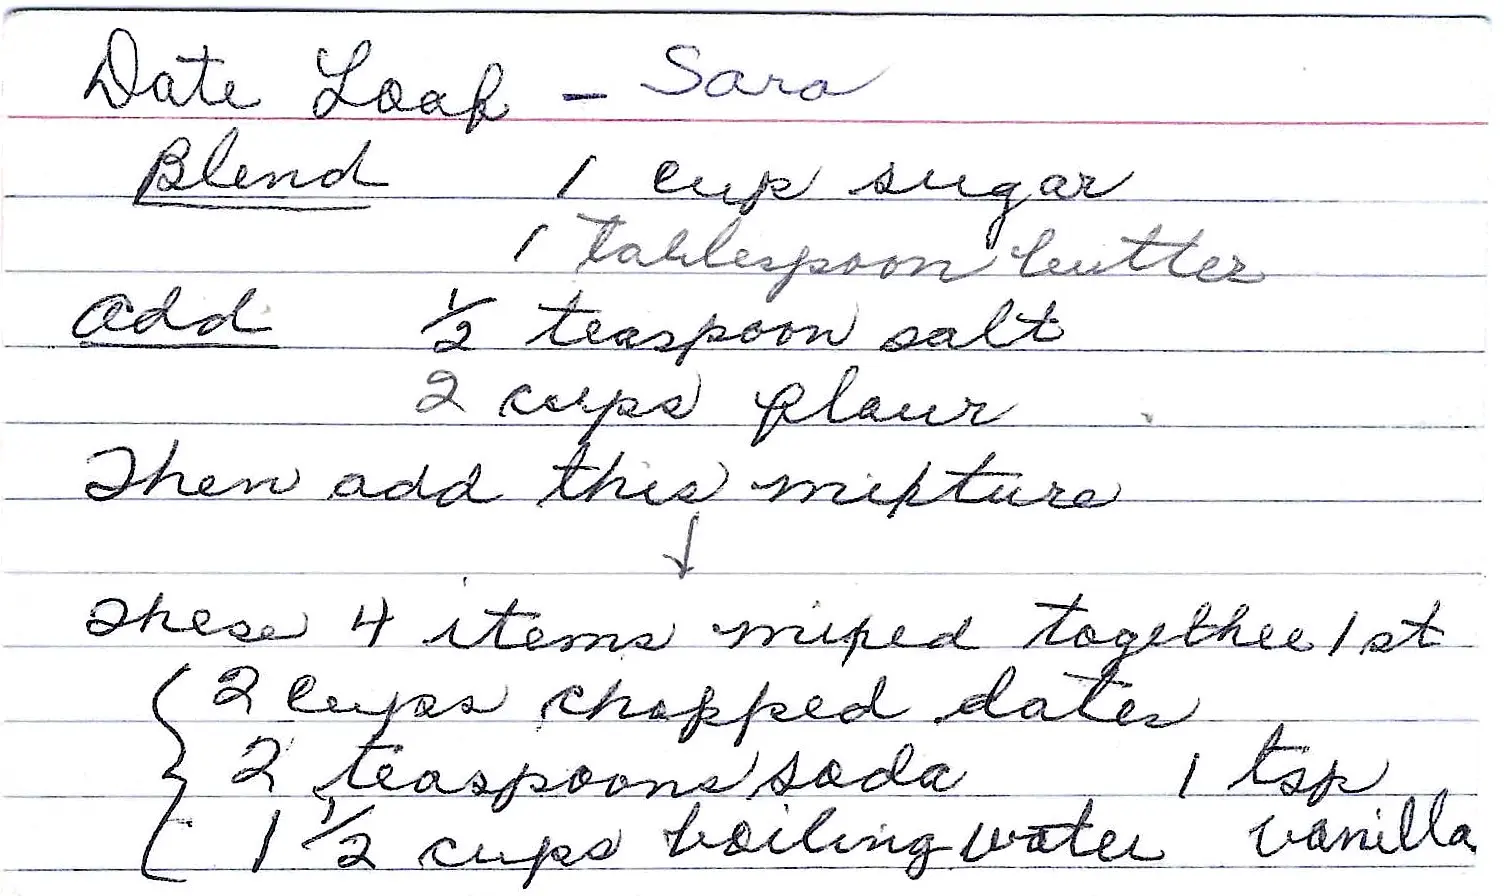 Date Loaf - Sara
Blend 1 cup sugar
1 tablespoon butter
add 1/2 teaspoon salt
2 cups flour
Then add this mixture
↓
These 4 items mixed together 1st
2 cups chopped dates
2 teaspoons soda 1 tsp
1 1/2 cups boiling water vanilla